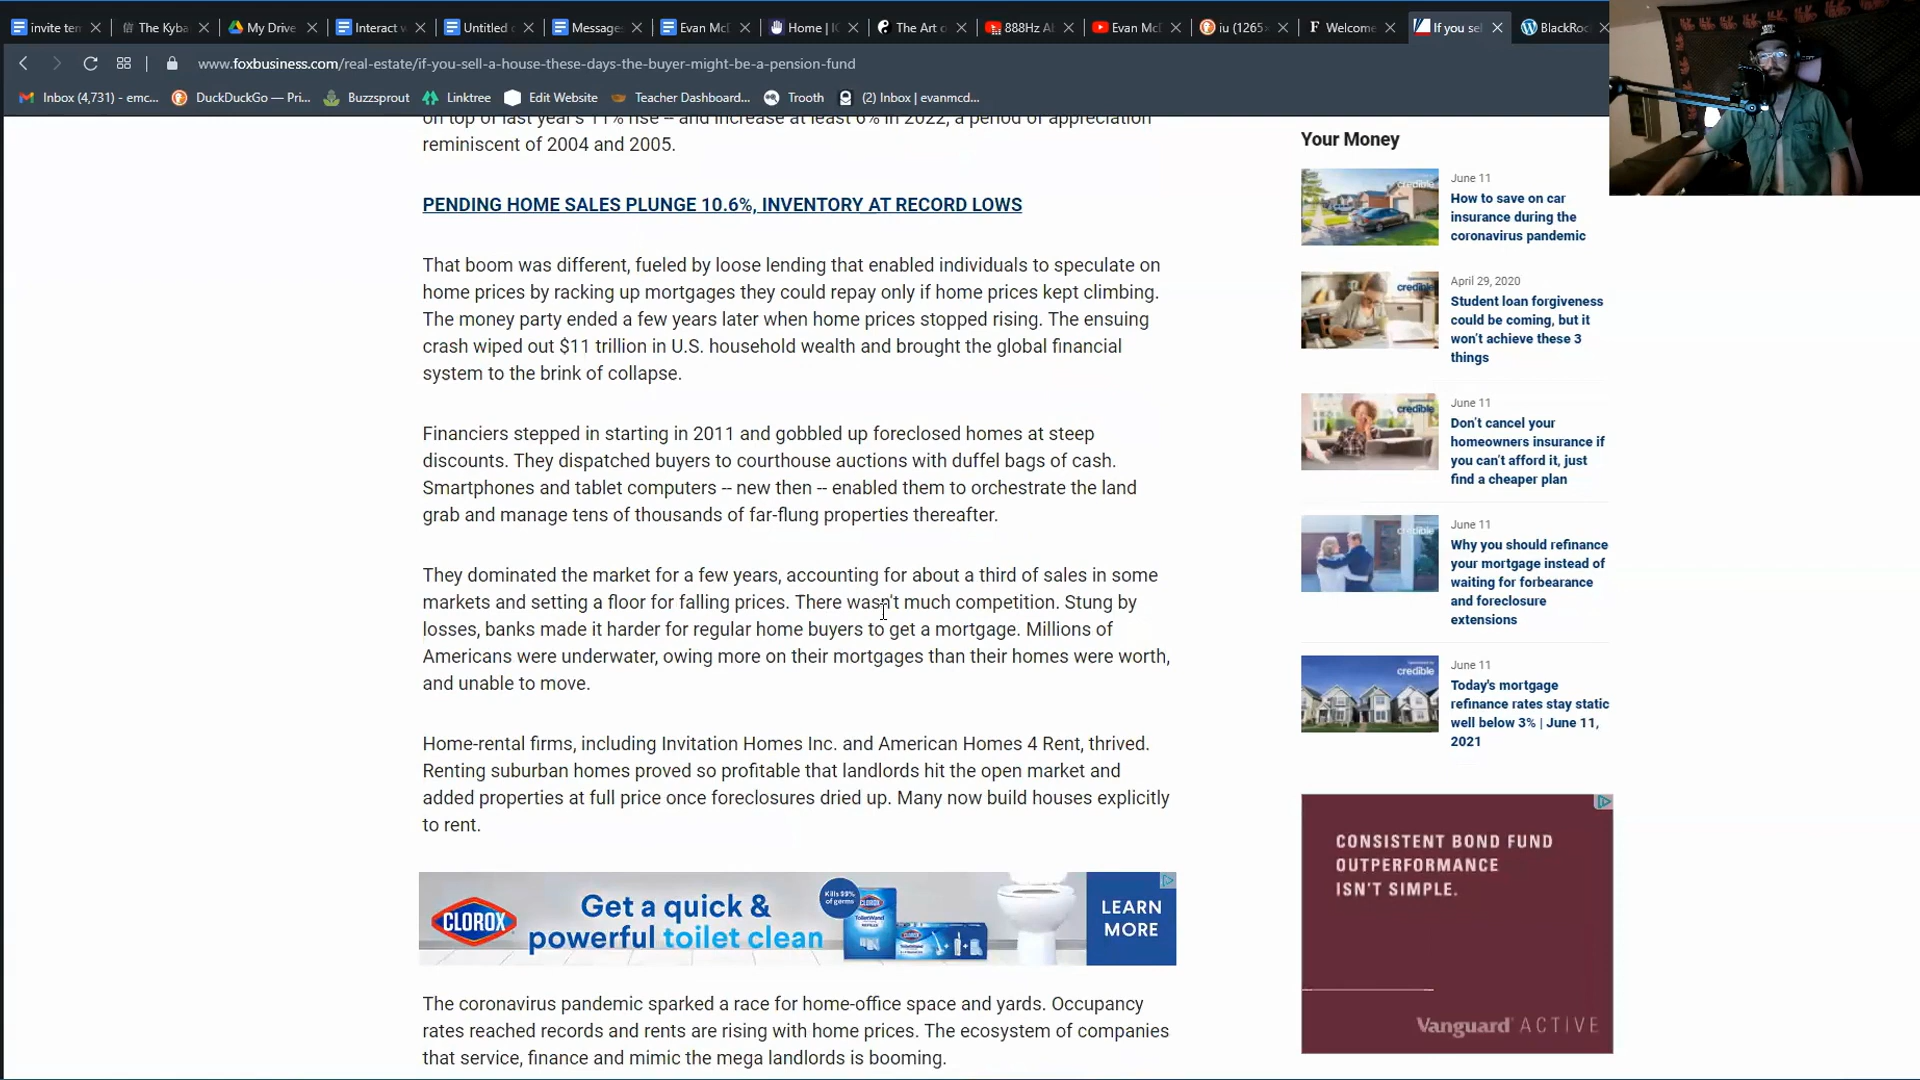 invite ten
The Kyba
My Drive
Interact w
Untitled
Message
Evan McD
Home | IC
The Art o
888Hz Al
Evan McD
iu (1265×
Welcome
If you sel
BlackRoc
www.foxbusiness.com/real-estate/if-you-sell-a-house-these-days-the-buyer-might-be-a-pension-fund
Inbox (4,731) - emc...
DuckDuckGo — Pri...
Buzzsprout
Linktree
Edit Website
Teacher Dashboard...
Trooth
(2) Inbox | evanmcd...
on top of last year's 11% rise -- and increase at least 6% in 2022, a period of appreciation
reminiscent of 2004 and 2005.
PENDING HOME SALES PLUNGE 10.6%, INVENTORY AT RECORD LOWS
That boom was different, fueled by loose lending that enabled individuals to speculate on
home prices by racking up mortgages they could repay only if home prices kept climbing.
The money party ended a few years later when home prices stopped rising. The ensuing
crash wiped out $11 trillion in U.S. household wealth and brought the global financial
system to the brink of collapse.
Financiers stepped in starting in 2011 and gobbled up foreclosed homes at steep
discounts. They dispatched buyers to courthouse auctions with duffel bags of cash.
Smartphones and tablet computers -- new then -- enabled them to orchestrate the land
grab and manage tens of thousands of far-flung properties thereafter.
They dominated the market for a few years, accounting for about a third of sales in some
markets and setting a floor for falling prices. There wasn't much competition. Stung by
losses, banks made it harder for regular home buyers to get a mortgage. Millions of
Americans were underwater, owing more on their mortgages than their homes were worth,
and unable to move.
Home-rental firms, including Invitation Homes Inc. and American Homes 4 Rent, thrived.
Renting suburban homes proved so profitable that landlords hit the open market and
added properties at full price once foreclosures dried up. Many now build houses explicitly
to rent.
CLOROX
Get a quick &
powerful toilet clean
Kills 99%
of germs
CLOROX
ToiletWand
LEARN
MORE
The coronavirus pandemic sparked a race for home-office space and yards. Occupancy
rates reached records and rents are rising with home prices. The ecosystem of companies
that service, finance and mimic the mega landlords is booming.
Your Money
credible
June 11
How to save on car
insurance during the
coronavirus pandemic
credible
April 29, 2020
Student loan forgiveness
could be coming, but it
won't achieve these 3
things
credible
June 11
Don't cancel your
homeowners insurance if
you can't afford it, just
find a cheaper plan
credible
June 11
Why you should refinance
your mortgage instead of
waiting for forbearance
and foreclosure
extensions
credible
June 11
Today's mortgage
refinance rates stay static
well below 3% | June 11,
2021
CONSISTENT BOND FUND
OUTPERFORMANCE
ISN'T SIMPLE.
Vanguard ACTIVE